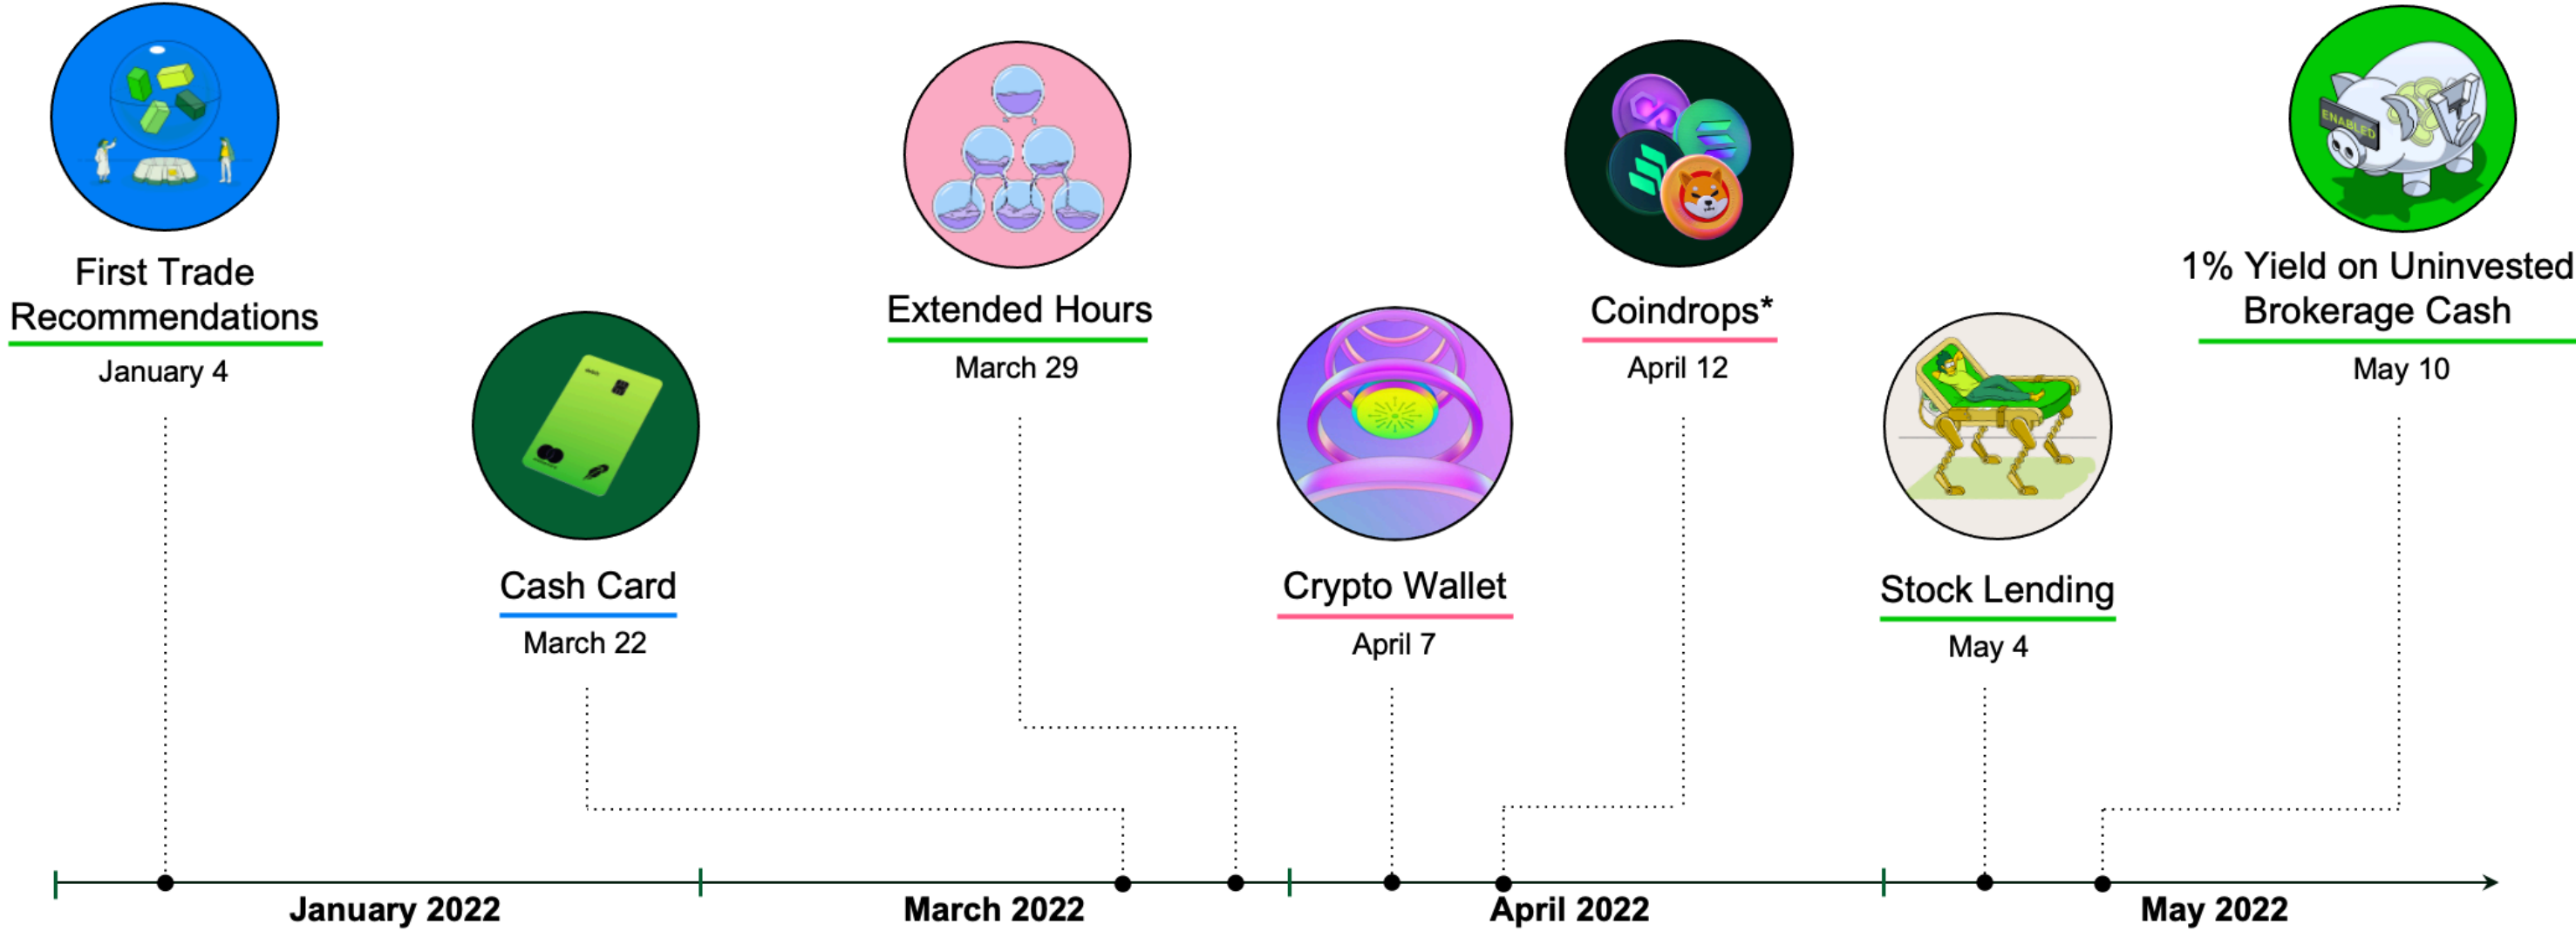 First Trade
Recommendations
January 4
Cash Card
March 22
Extended Hours
March 29
Crypto Wallet
April 7
Coindrops*
April 12
Stock Lending
May 4
ENABLED
1% Yield on Uninvested
Brokerage Cash
May 10
January 2022
March 2022
April 2022
May 2022